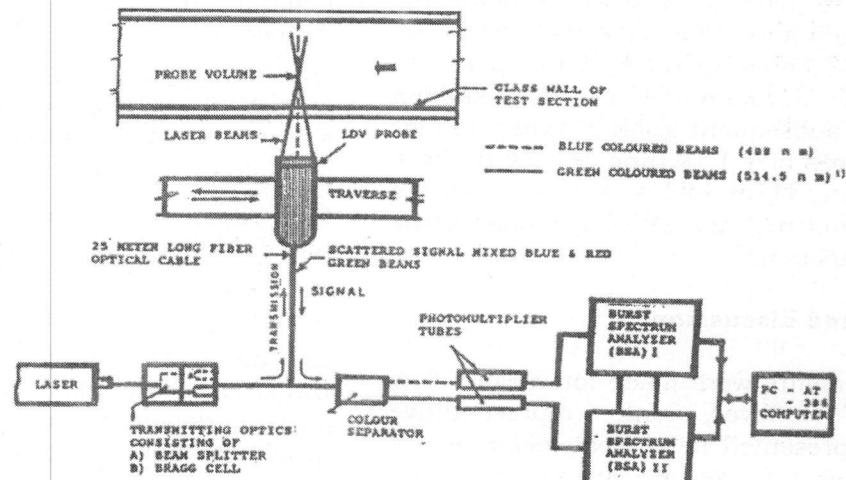 PROBE VOLUME
GLASS WALL OF
TEST SECTION
LASER BEAMS
LDV PROBE
BLUE COLOURED BEAMS (488 n m)
GREEN COLOURED BEAMS (514.5 n m) 1)
TRAVERSE
25 METER LONG FIBER
OPTICAL CABLE
SCATTERED SIGNAL MIXED BLUE & RED
GREEN BEAMS
TRANSMISSION
SIGNAL
PHOTOMULTIPLIER
TUBES
BURST
SPECTRUM
ANALYZER
(BSA) I
LASER
PC - AT
- 386
COMPUTER
TRANSMITTING OPTICS
CONSISTING OF
A) BEAM SPLITTER
B) BRAGG CELL
COLOUR
SEPARATOR
BURST
SPECTRUM
ANALYZER
(BSA) II